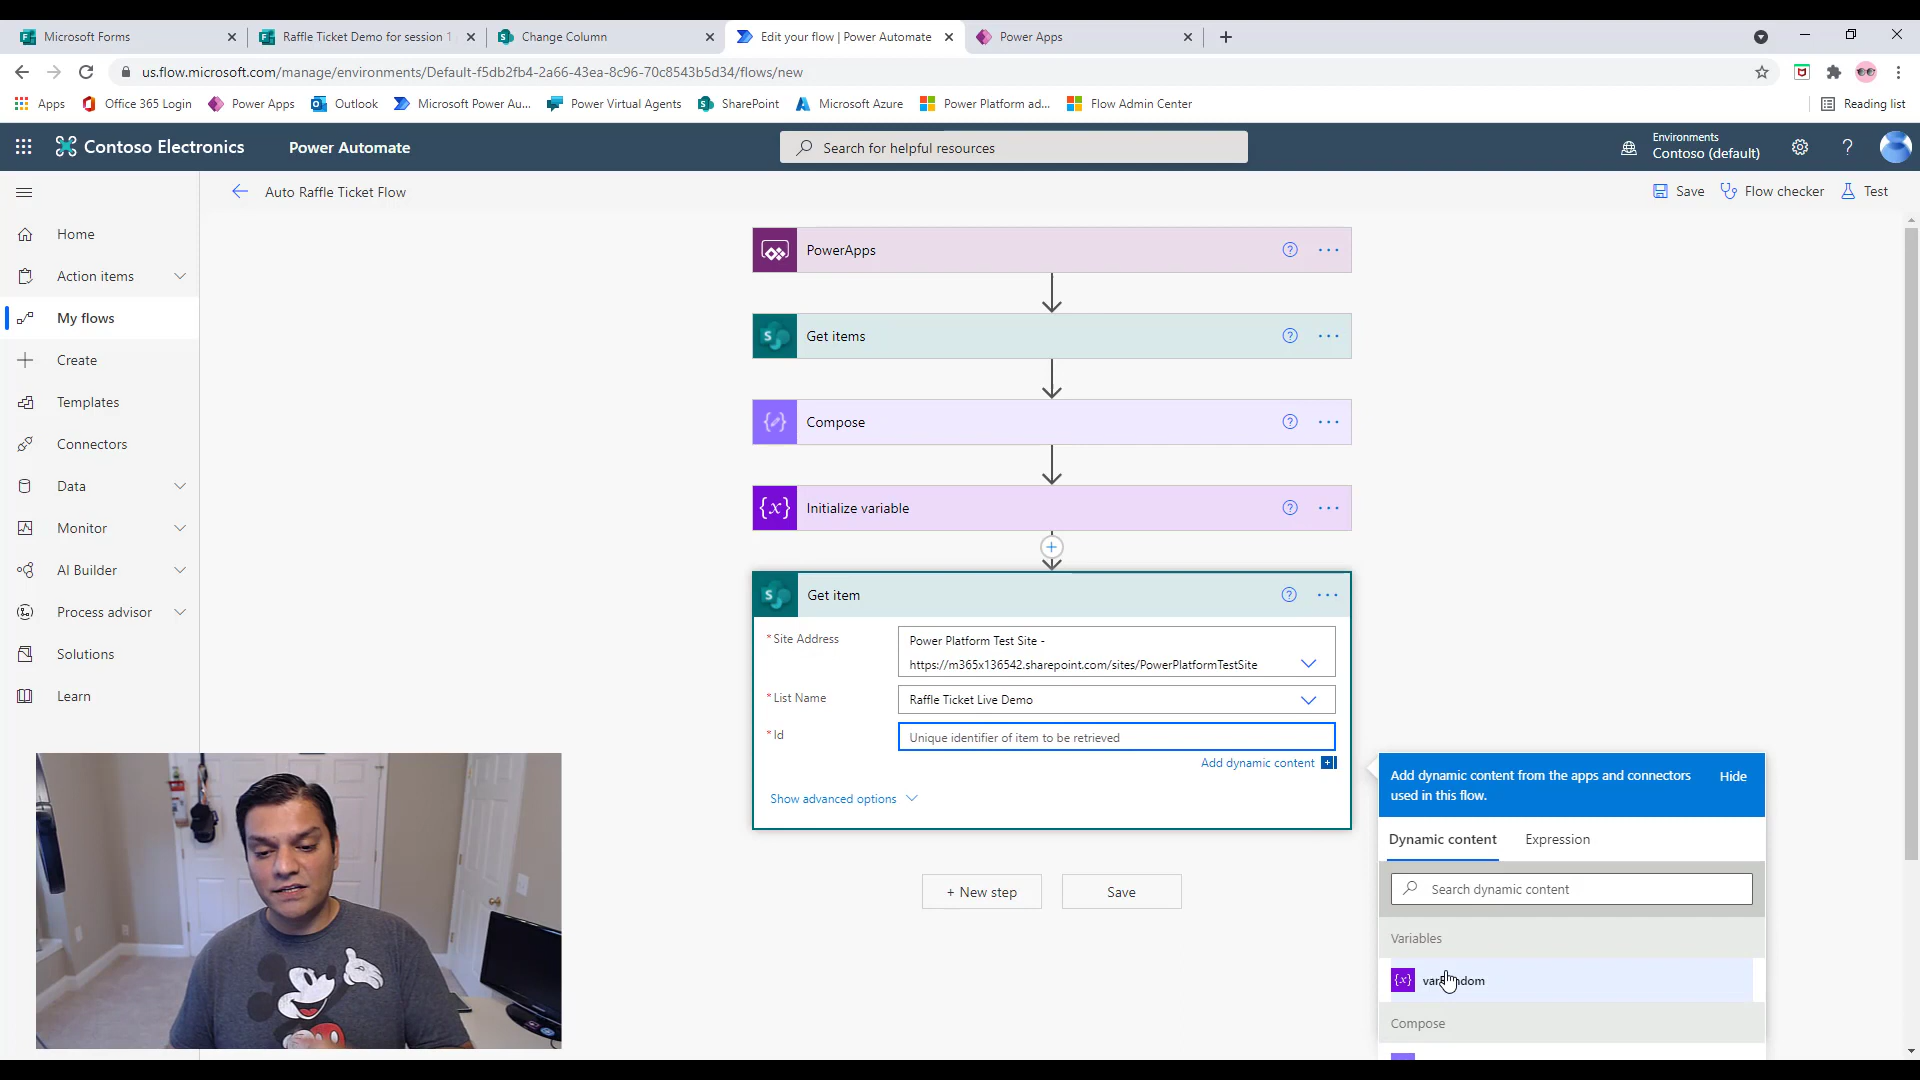 Microsoft Forms
Raffle Ticket Demo for session 1
Change Column
Edit your flow | Power Automate
Power Apps
us.flow.microsoft.com/manage/environments/Default-f5db2fb4-2a66-43ea-8c96-70c8543b5d34/flows/new
Apps
Office 365 Login
Power Apps
Outlook
Microsoft Power Au...
Power Virtual Agents
SharePoint
Microsoft Azure
Power Platform ad...
Flow Admin Center
Reading list
Contoso Electronics
Power Automate
Search for helpful resources
Environments
Contoso (default)
Auto Raffle Ticket Flow
Save
Flow checker
Test
Home
Action items
My flows
Create
Templates
Connectors
Data
Monitor
AI Builder
Process advisor
Solutions
Learn
PowerApps
Get items
Compose
Initialize variable
Get item
* Site Address
Power Platform Test Site -
https://m365x136542.sharepoint.com/sites/PowerPlatformTestSite
* List Name
Raffle Ticket Live Demo
* Id
Unique identifier of item to be retrieved
Add dynamic content
Show advanced options
+ New step
Save
Add dynamic content from the apps and connectors
used in this flow.
Hide
Dynamic content
Expression
Search dynamic content
Variables
Compose